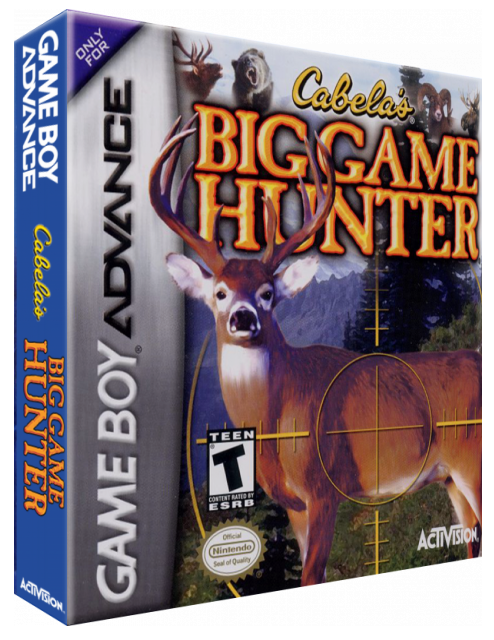 GAME BOY ADVANCE
Cabela's
BIG GAME
HUNTER
ACTIVISION
ONLY
FOR
GAME BOY ADVANCE
Cabela's
BIG GAME
HUNTER
TEEN
T
CONTENT RATED BY
ESRB
Official
Nintendo
Seal of Quality
ACTIVISION